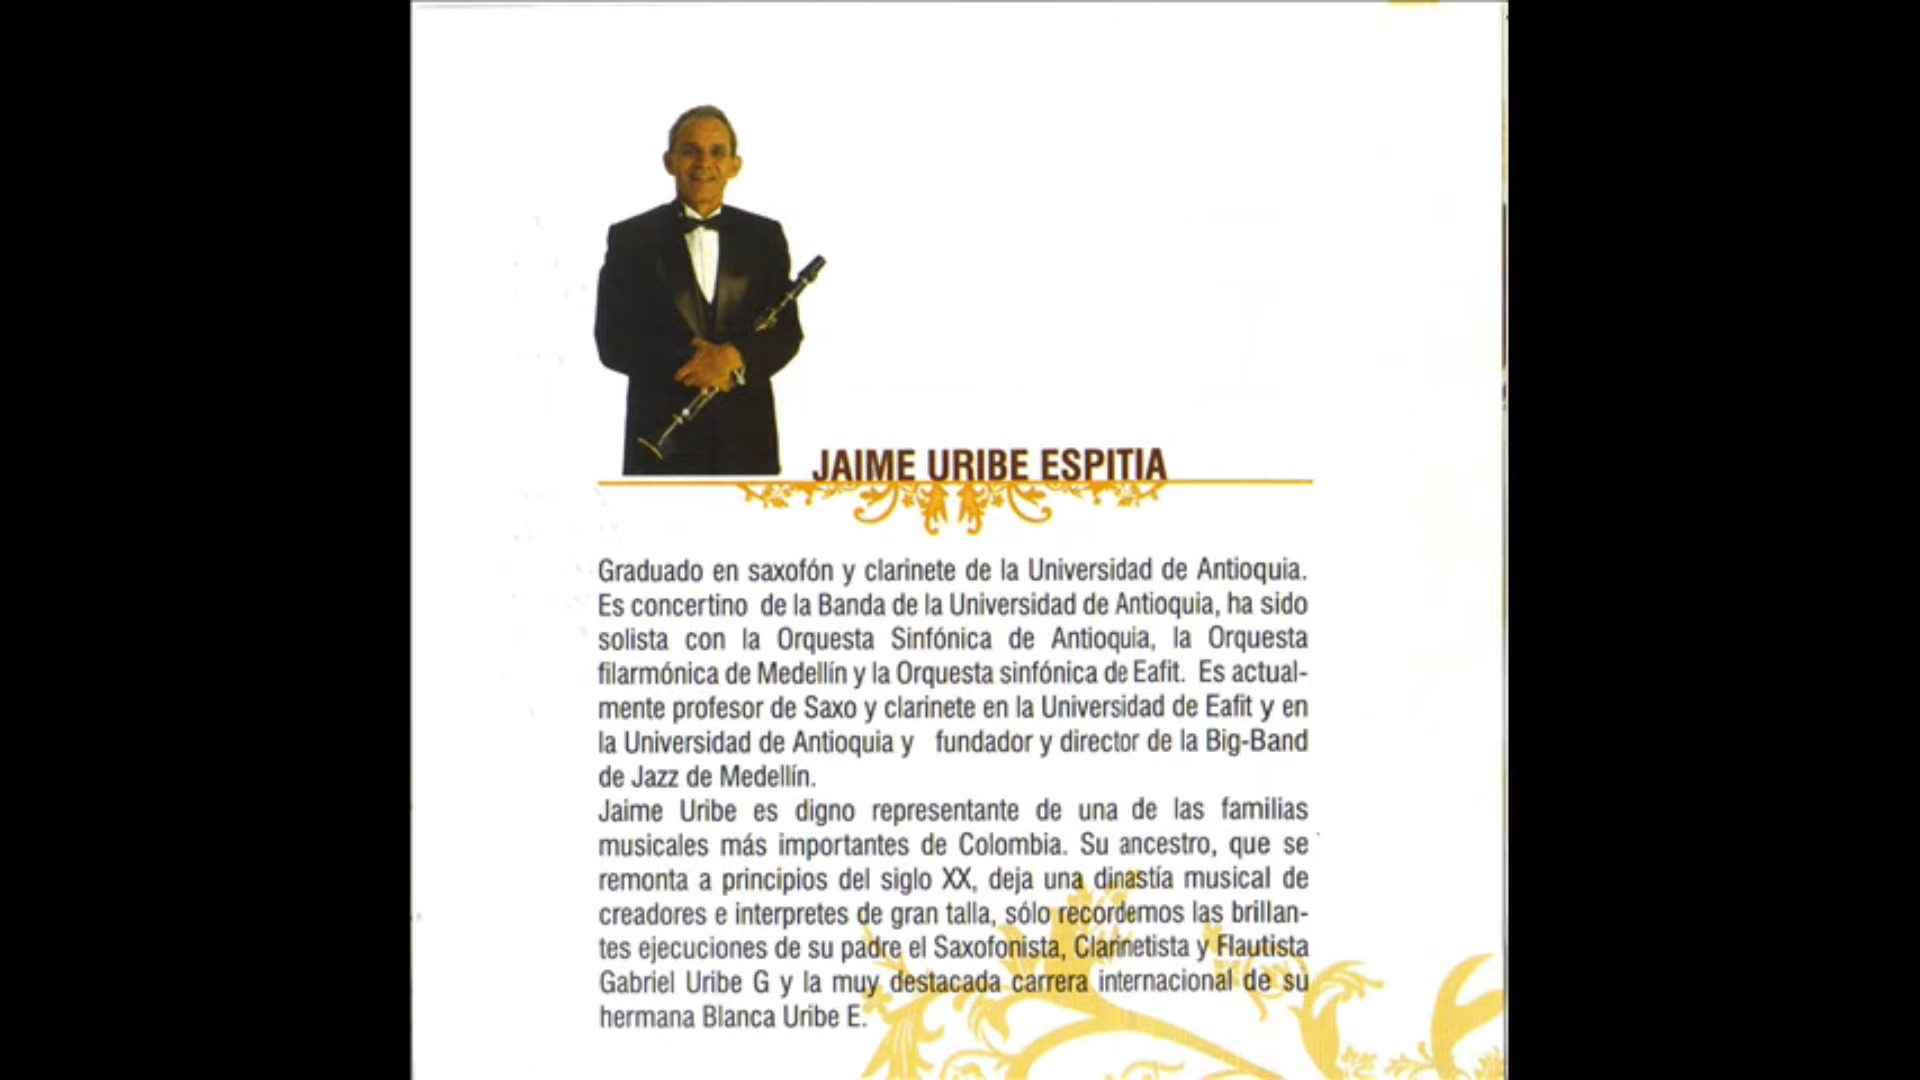 JAIME URIBE ESPITIA
Graduado en saxofón y clarinete de la Universidad de Antioquia.
Es concertino de la Banda de la Universidad de Antioquia, ha sido
solista con la Orquesta Sinfónica de Antioquia, la Orquesta
filarmónica de Medellín y la Orquesta sinfónica de Eafit. Es actual-
mente profesor de Saxo y clarinete en la Universidad de Eafit y en
la Universidad de Antioquia y fundador y director de la Big-Band
de Jazz de Medellín.
Jaime Uribe es digno representante de una de las familias
musicales más importantes de Colombia. Su ancestro, que se
remonta a principios del siglo XX, deja una dinastía musical de
creadores e interpretes de gran talla, sólo recordemos las brillan-
tes ejecuciones de su padre el Saxofonista, Clarinetista y Flautista
Gabriel Uribe G y la muy destacada carrera internacional de su
hermana Blanca Uribe E.